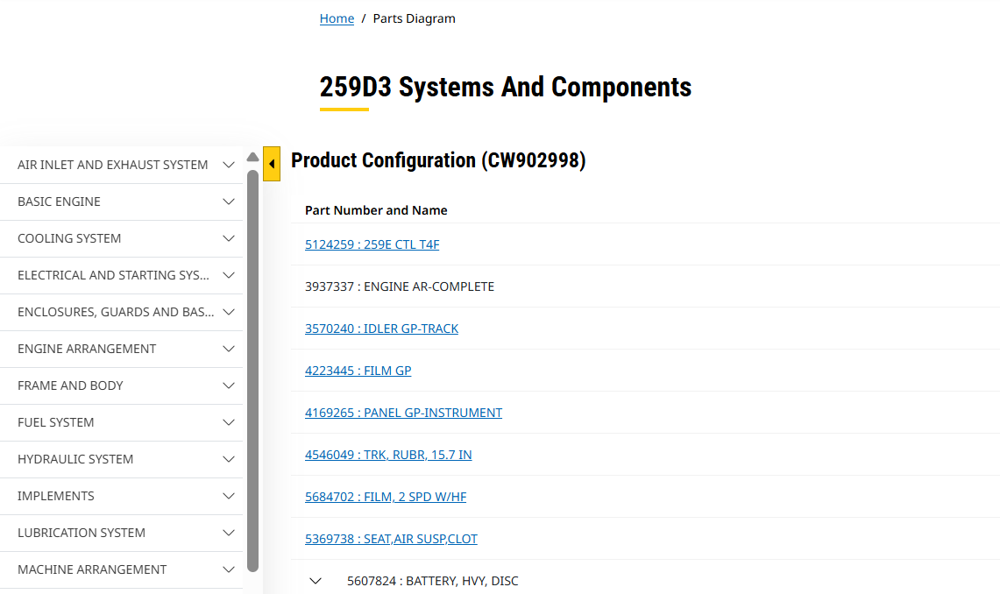 Home / Parts Diagram
259D3 Systems And Components
AIR INLET AND EXHAUST SYSTEM
BASIC ENGINE
COOLING SYSTEM
ELECTRICAL AND STARTING SYS...
ENCLOSURES, GUARDS AND BAS...
ENGINE ARRANGEMENT
FRAME AND BODY
FUEL SYSTEM
HYDRAULIC SYSTEM
IMPLEMENTS
LUBRICATION SYSTEM
MACHINE ARRANGEMENT
Product Configuration (CW902998)
Part Number and Name
5124259 : 259E CTL T4F
3937337 : ENGINE AR-COMPLETE
3570240 : IDLER GP-TRACK
4223445 : FILM GP
4169265 : PANEL GP-INSTRUMENT
4546049 : TRK, RUBR, 15.7 IN
5684702 : FILM, 2 SPD W/HF
5369738 : SEAT,AIR SUSP,CLOT
5607824 : BATTERY, HVY, DISC